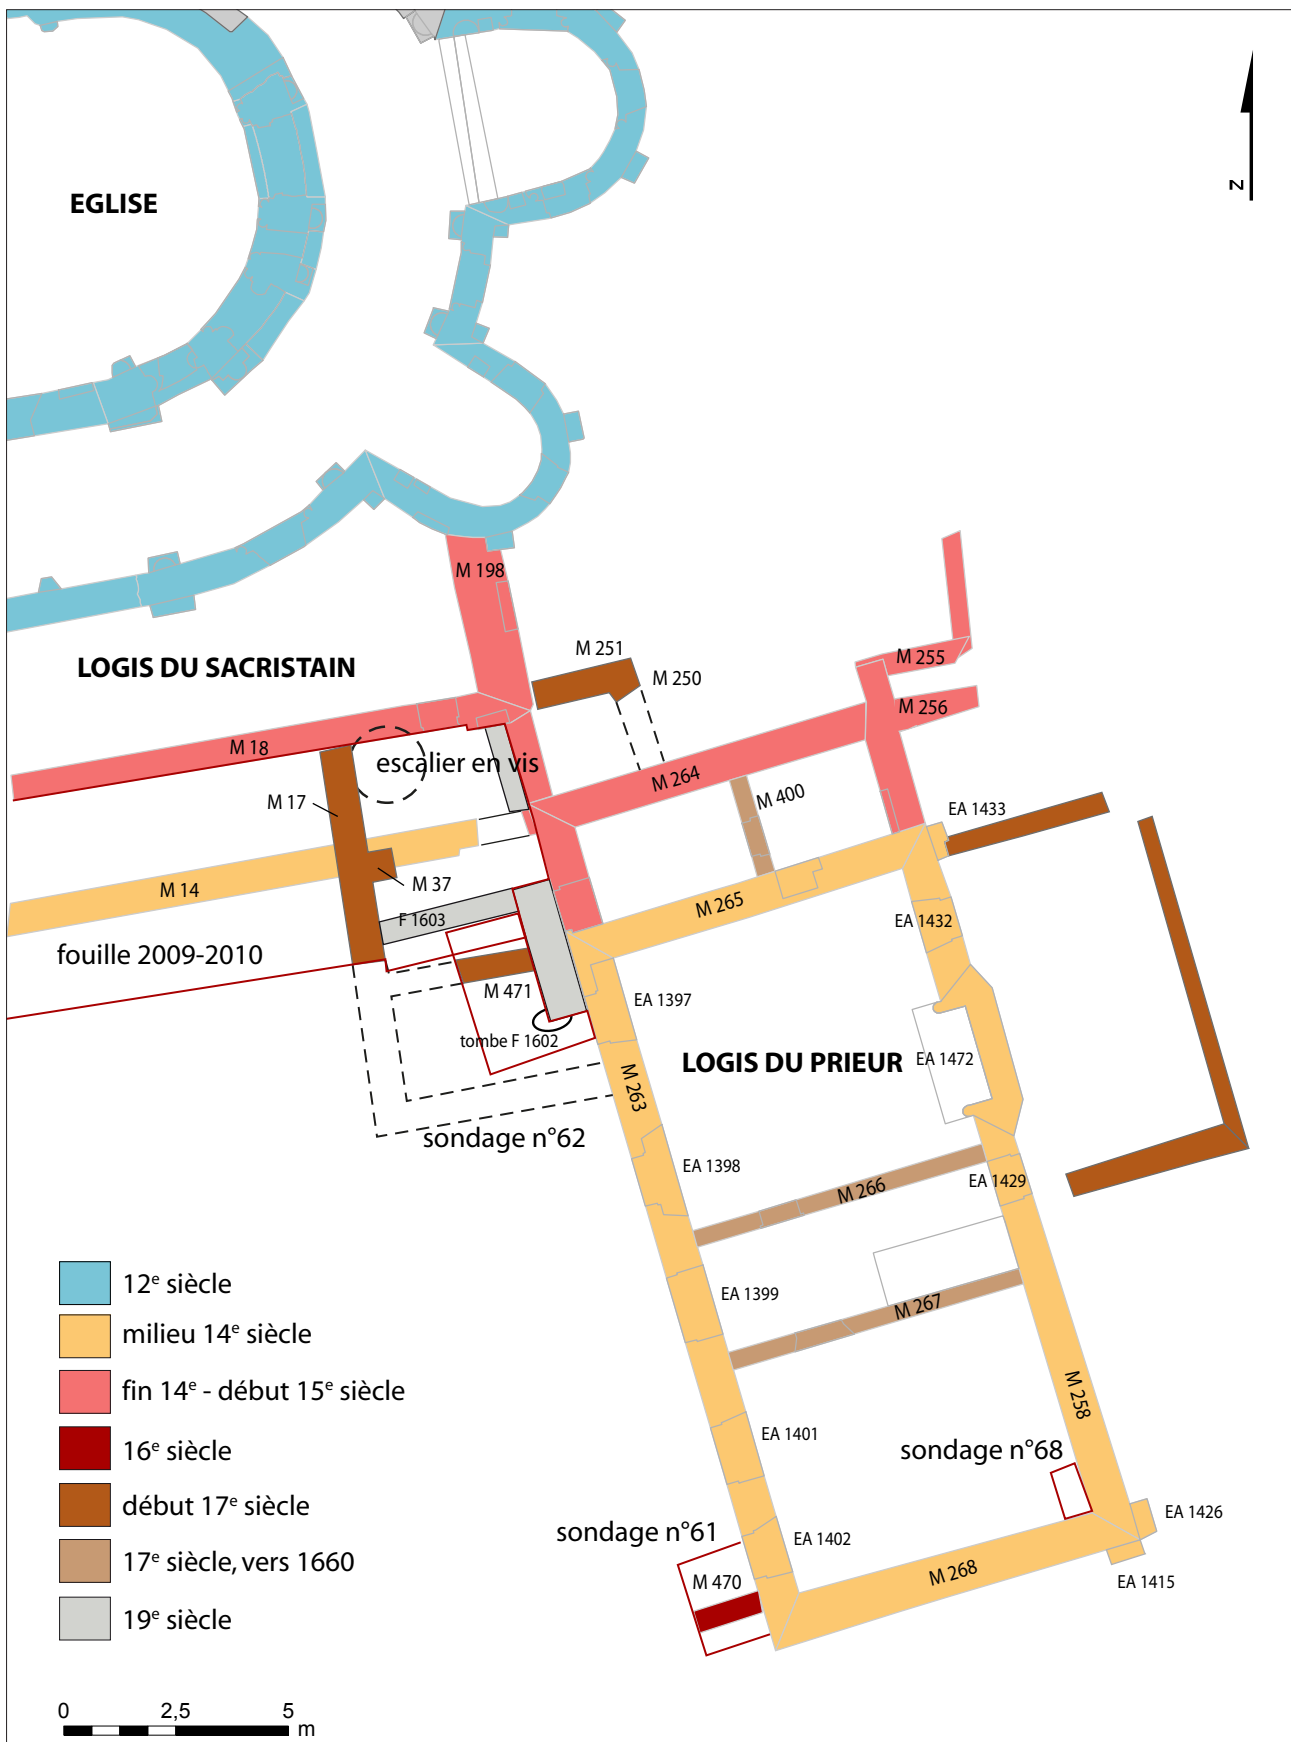 EGLISE
Z
M 198
M 251
M 250
M 255
M 256
LOGIS DU SACRISTAIN
M 18
escalier en vis
M 264
M 17
M 400
EA 1433
M 14
M 37
M 265
F 1603
EA 1432
fouille 2009-2010
M 471
EA 1397
tombe F 1602
LOGIS DU PRIEUR
EA 1472
M 263
sondage n°62
EA 1398
M 266
EA 1429
EA 1399
M 267
M 258
EA 1401
sondage n°68
sondage n°61
EA 1402
EA 1426
M 470
M 268
EA 1415
12e siècle
milieu 14e siècle
fin 14e - début 15e siècle
16e siècle
début 17e siècle
17e siècle, vers 1660
19e siècle
0 2,5 5
m